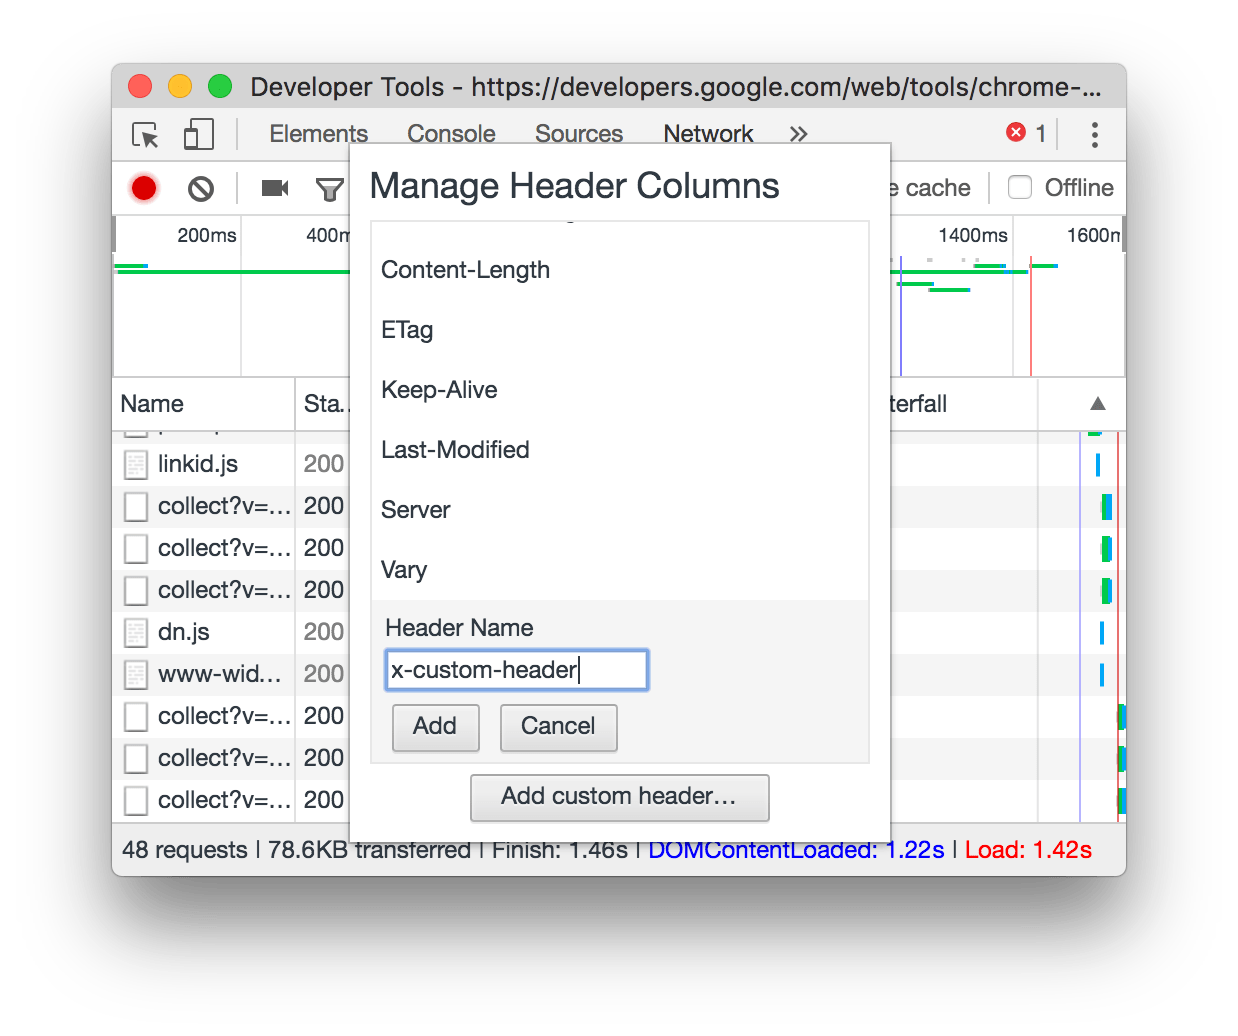 Developer Tools - https://developers.google.com/web/tools/chrome-...
Elements Console Sources Network » 1
e cache Offline
Manage Header Columns
200ms 400m 1400ms 1600m
Content-Length
ETag
Keep-Alive
Last-Modified
Server
Vary
Header Name
x-custom-header
Add Cancel
Add custom header...
Name Sta... terfall
linkid.js 200
collect?v=... 200
collect?v=... 200
collect?v=... 200
dn.js 200
www-wid... 200
collect?v=... 200
collect?v=... 200
collect?v=... 200
48 requests | 78.6KB transferred | Finish: 1.46s | DOMContentLoaded: 1.22s | Load: 1.42s